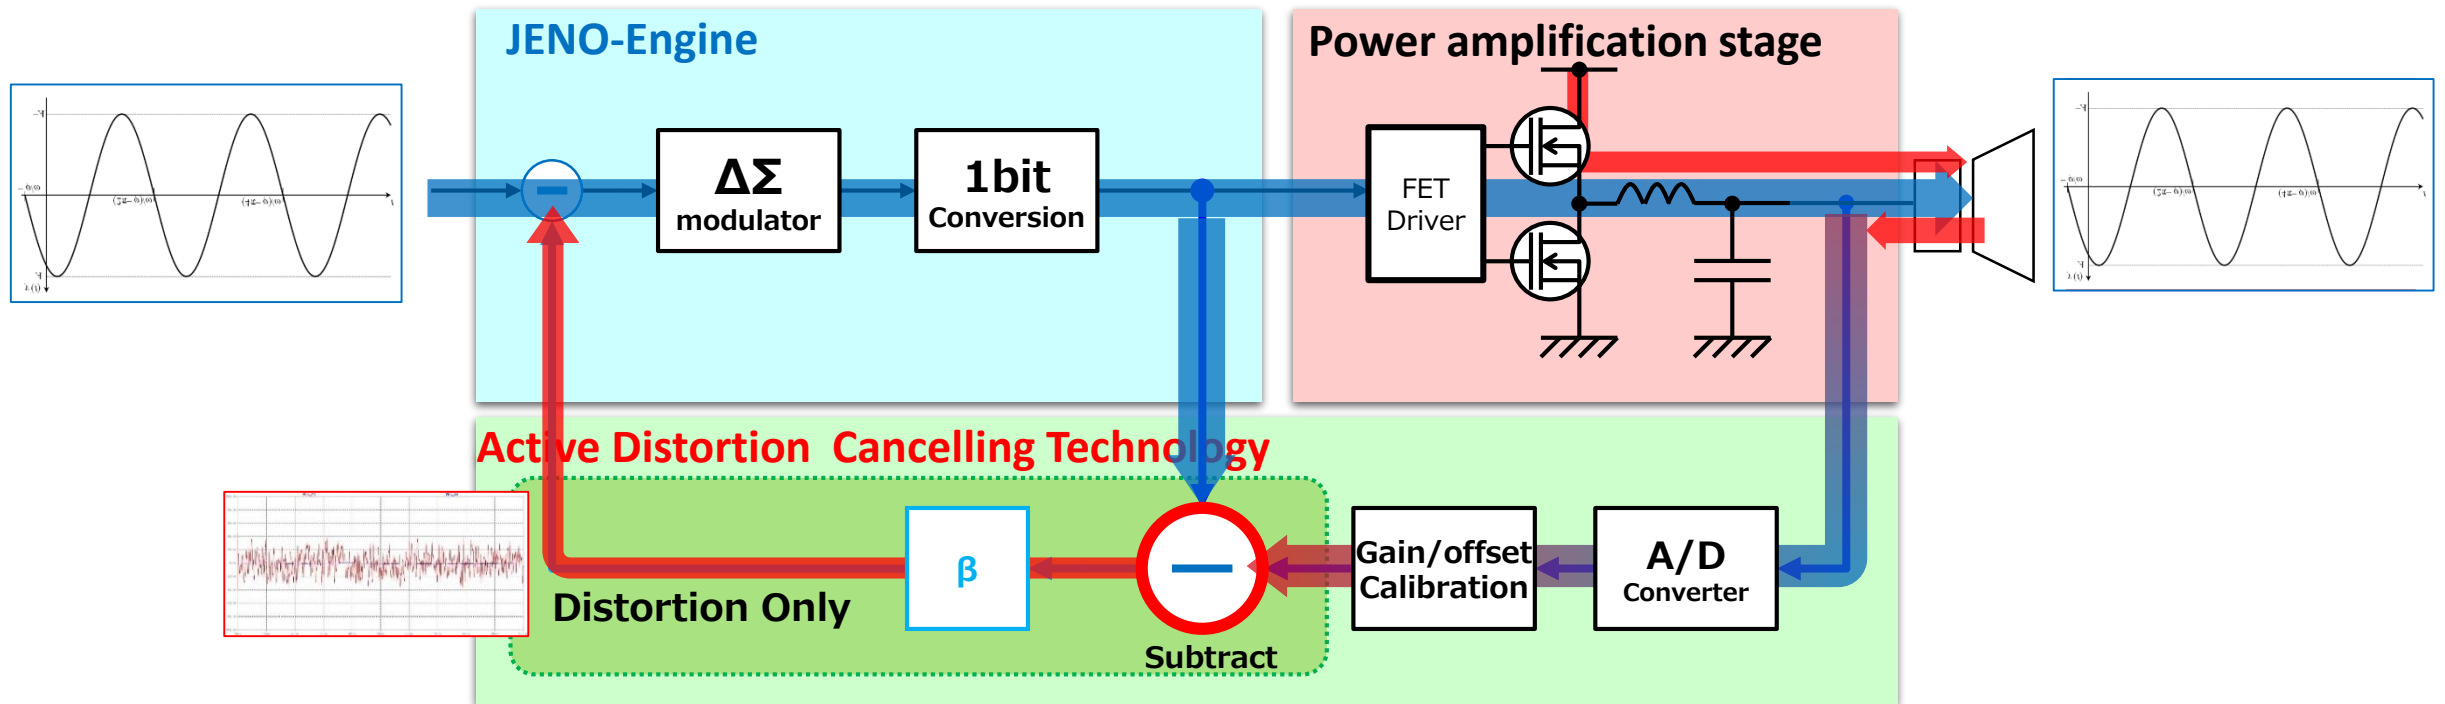 JENO-Engine
Power amplification stage
ΔΣ
modulator
1bit
Conversion
FET
Driver
Active Distortion Cancelling Technology
β
Gain/offset
Calibration
A/D
Converter
Distortion Only
Subtract